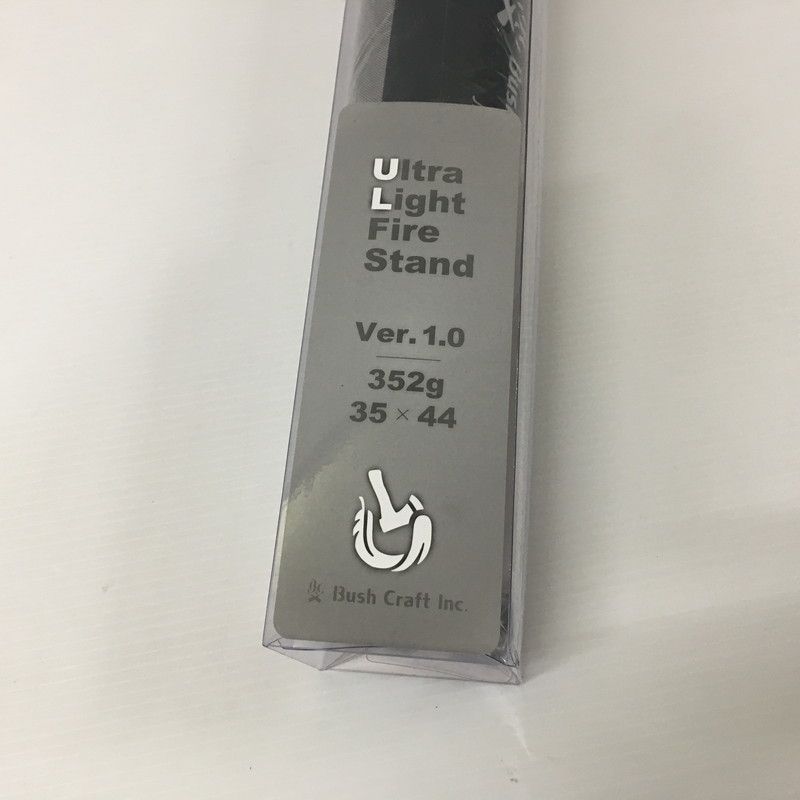 Ultra
Light
Fire
Stand
Ver. 1.0
352g
35 × 44
Bush Craft Inc.